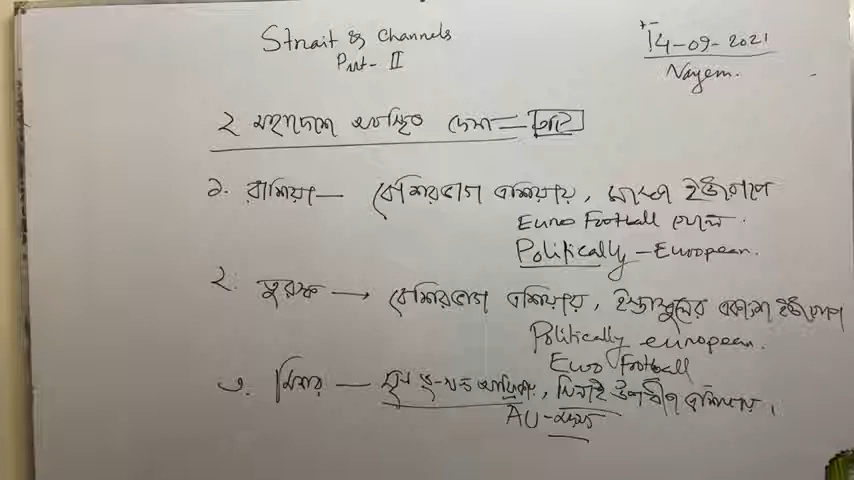 Strait & Channels
Part- II
14-09-2021
Nayem.
২ মহাদেশে অবস্থিত দেশ = ৩টি
১. রাশিয়া — বেশিরভাগ এশিয়ায়, মস্কো ইউরোপে
Euro Football খেলে
Politically - European.
২. তুরস্ক → বেশিরভাগ এশিয়ায়, ইস্তাম্বুলের একাংশ ইউরোপে
Politically european.
Euro Football
৩. মিশর — মূল ভূ-খন্ড আফ্রিকায়, সিনাই উপদ্বীপ এশিয়ায়।
AU-সদস্য